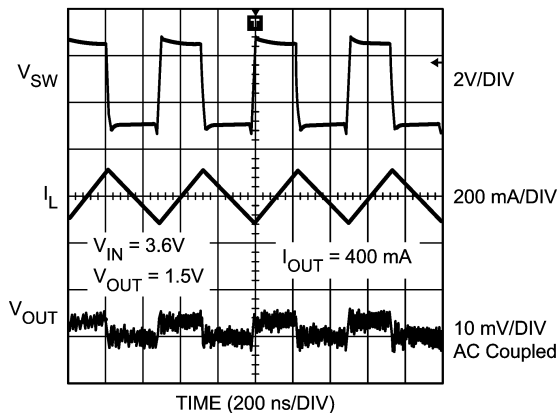 T
V_SW
2V/DIV
I_L
200 mA/DIV
V_IN = 3.6V
I_OUT = 400 mA
V_OUT = 1.5V
V_OUT
10 mV/DIV
AC Coupled
TIME (200 ns/DIV)